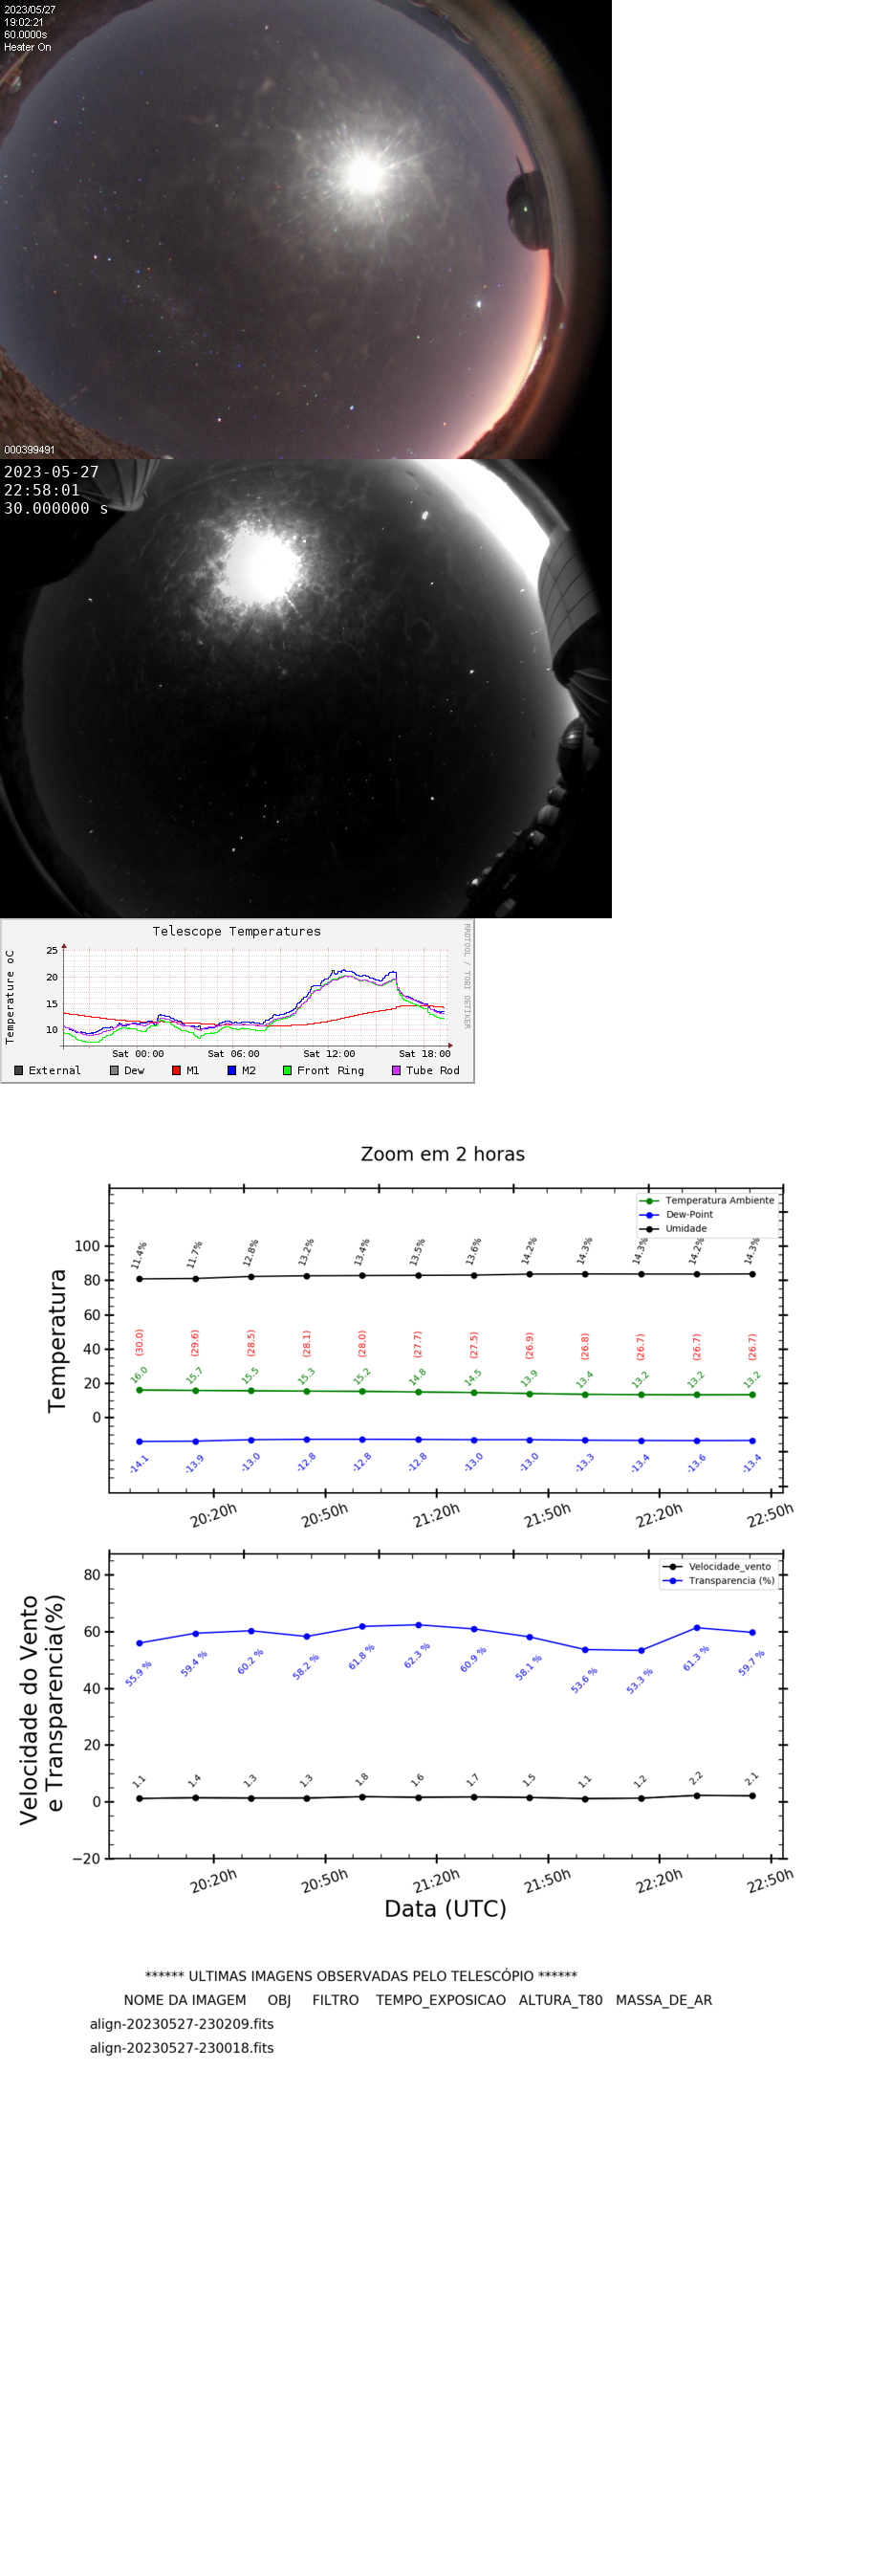 2023/05/27
19:02:21
60.0000s
Heater On
000399491
2023-05-27
22:58:01
30.000000 s
Telescope Temperatures
RRDTOOL / TOBI OETIKER
Temperature oC
25
20
15
10
Sat 00:00 Sat 06:00 Sat 12:00 Sat 18:00
External Dew M1 M2 Front Ring Tube Rod
Zoom em 2 horas
Temperatura
Temperatura Ambiente
Dew-Point
Umidade
100
80
60
40
20
0
11.4% 11.7% 12.8% 13.2% 13.4% 13.5% 13.6% 14.2% 14.3% 14.3% 14.2% 14.3%
(30.0) (29.6) (28.5) (28.1) (28.0) (27.7) (27.5) (26.9) (26.8) (26.7) (26.7) (26.7)
16.0 15.7 15.5 15.3 15.2 14.8 14.5 13.9 13.4 13.2 13.2 13.2
-14.1 -13.9 -13.0 -12.8 -12.8 -12.8 -13.0 -13.0 -13.3 -13.4 -13.6 -13.4
20:20h 20:50h 21:20h 21:50h 22:20h 22:50h
Velocidade do Vento
e Transparencia(%)
Velocidade_vento
Transparencia (%)
80
60
40
20
0
−20
55.9 % 59.4 % 60.2 % 58.2 % 61.8 % 62.3 % 60.9 % 58.1 % 53.6 % 53.3 % 61.3 % 59.7 %
1.1 1.4 1.3 1.3 1.8 1.6 1.7 1.5 1.1 1.2 2.2 2.1
20:20h 20:50h 21:20h 21:50h 22:20h 22:50h
Data (UTC)
****** ULTIMAS IMAGENS OBSERVADAS PELO TELESCÓPIO ******
NOME DA IMAGEM OBJ FILTRO TEMPO_EXPOSICAO ALTURA_T80 MASSA_DE_AR
align-20230527-230209.fits
align-20230527-230018.fits